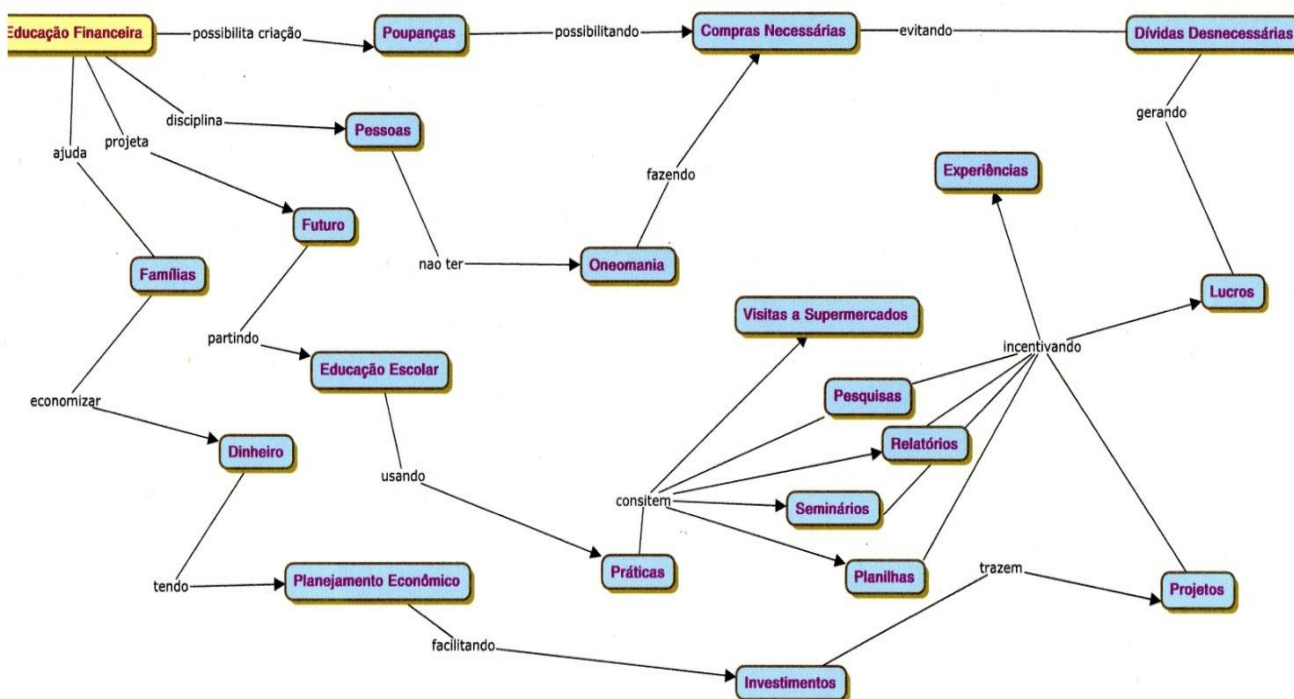 Educação Financeira
possibilita criação
Poupanças
possibilitando
Compras Necessárias
evitando
Dívidas Desnecessárias
disciplina
Pessoas
projeta
ajuda
gerando
Experiências
fazendo
Futuro
nao ter
Oneomania
Famílias
Lucros
Visitas a Supermercados
partindo
incentivando
Educação Escolar
economizar
Pesquisas
Dinheiro
Relatórios
usando
consitem
Seminários
Práticas
Planilhas
trazem
tendo
Planejamento Econômico
Projetos
facilitando
Investimentos